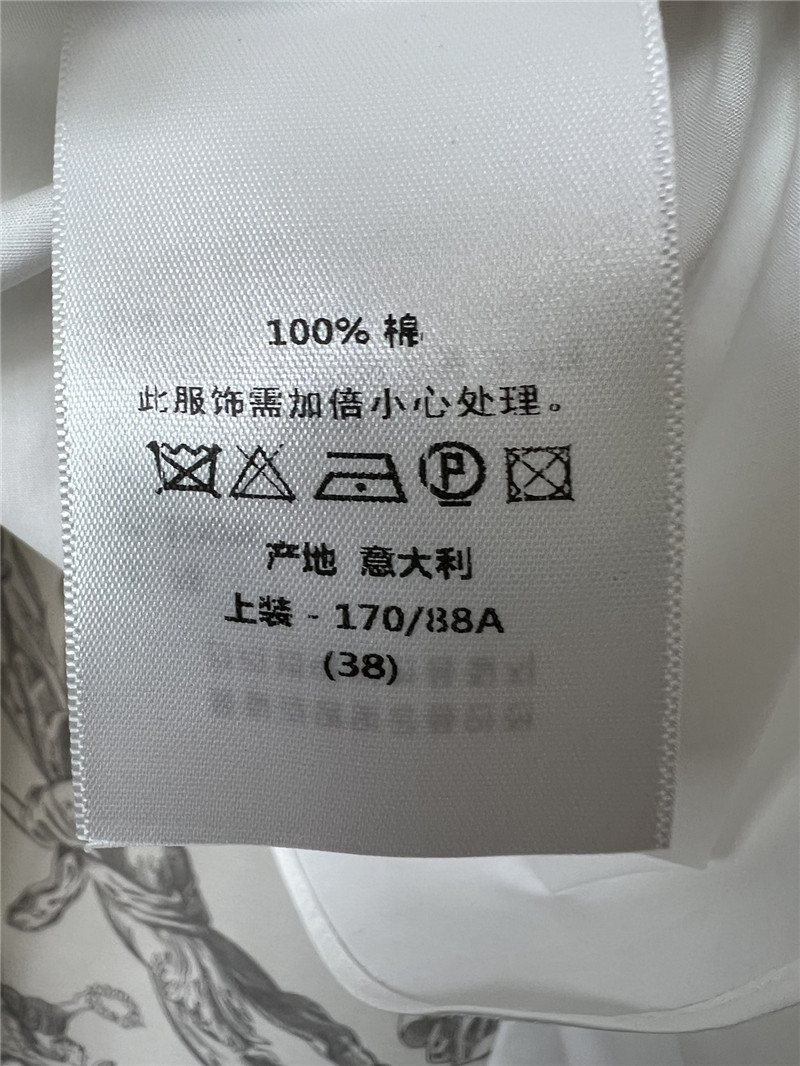 100% 棉
此服饰需加倍小心处理。
P
产地 意大利
上装 - 170/88A
(38)